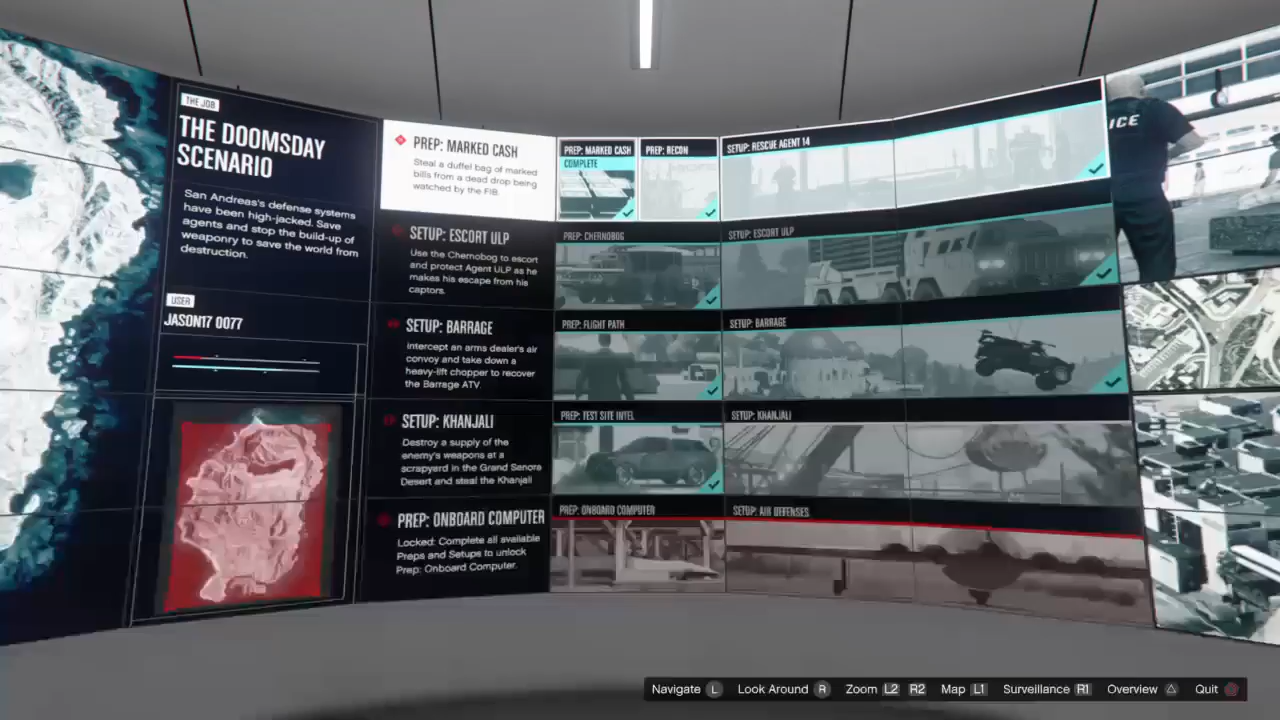 THE JOB
THE DOOMSDAY
SCENARIO
San Andreas's defense systems
have been high-jacked. Save
agents and stop the build-up of
weaponry to save the world from
destruction.
USER
JASON17 0077
PREP: MARKED CASH
Steal a duffel bag of marked
bills from a dead drop being
watched by the FIB.
SETUP: ESCORT ULP
Use the Chernobog to escort
and protect Agent ULP as he
makes his escape from his
captors.
SETUP: BARRAGE
Intercept an arms dealer's air
convoy and take down a
heavy-lift chopper to recover
the Barrage ATV.
SETUP: KHANJALI
Destroy a supply of the
enemy's weapons at a
scrapyard in the Grand Senora
Desert and steal the Khanjali
PREP: ONBOARD COMPUTER
Locked: Complete all available
Preps and Setups to unlock
Prep: Onboard Computer.
PREP: MARKED CASH
COMPLETE
PREP: RECON
SETUP: RESCUE AGENT 14
PREP: CHERNOBOG
SETUP: ESCORT ULP
PREP: FLIGHT PATH
SETUP: BARRAGE
PREP: TEST SITE INTEL
SETUP: KHANJALI
PREP: ONBOARD COMPUTER
SETUP: AIR DEFENSES
ICE
Navigate L Look Around R Zoom L2 R2 Map L1 Surveillance R1 Overview Quit